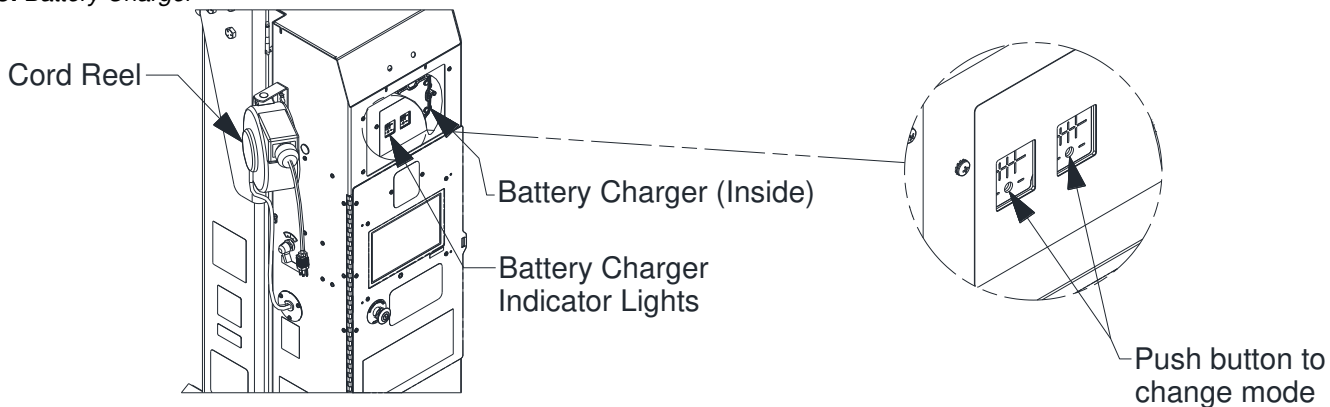 Battery Charger
Cord Reel
Battery Charger (Inside)
Battery Charger
Indicator Lights
Push button to
change mode